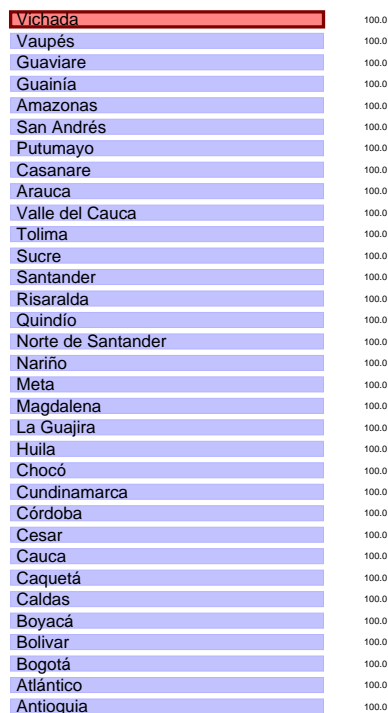 Vichada 100.0
Vaupés 100.0
Guaviare 100.0
Guainía 100.0
Amazonas 100.0
San Andrés 100.0
Putumayo 100.0
Casanare 100.0
Arauca 100.0
Valle del Cauca 100.0
Tolima 100.0
Sucre 100.0
Santander 100.0
Risaralda 100.0
Quindío 100.0
Norte de Santander 100.0
Nariño 100.0
Meta 100.0
Magdalena 100.0
La Guajira 100.0
Huila 100.0
Chocó 100.0
Cundinamarca 100.0
Córdoba 100.0
Cesar 100.0
Cauca 100.0
Caquetá 100.0
Caldas 100.0
Boyacá 100.0
Bolivar 100.0
Bogotá 100.0
Atlántico 100.0
Antioquia 100.0